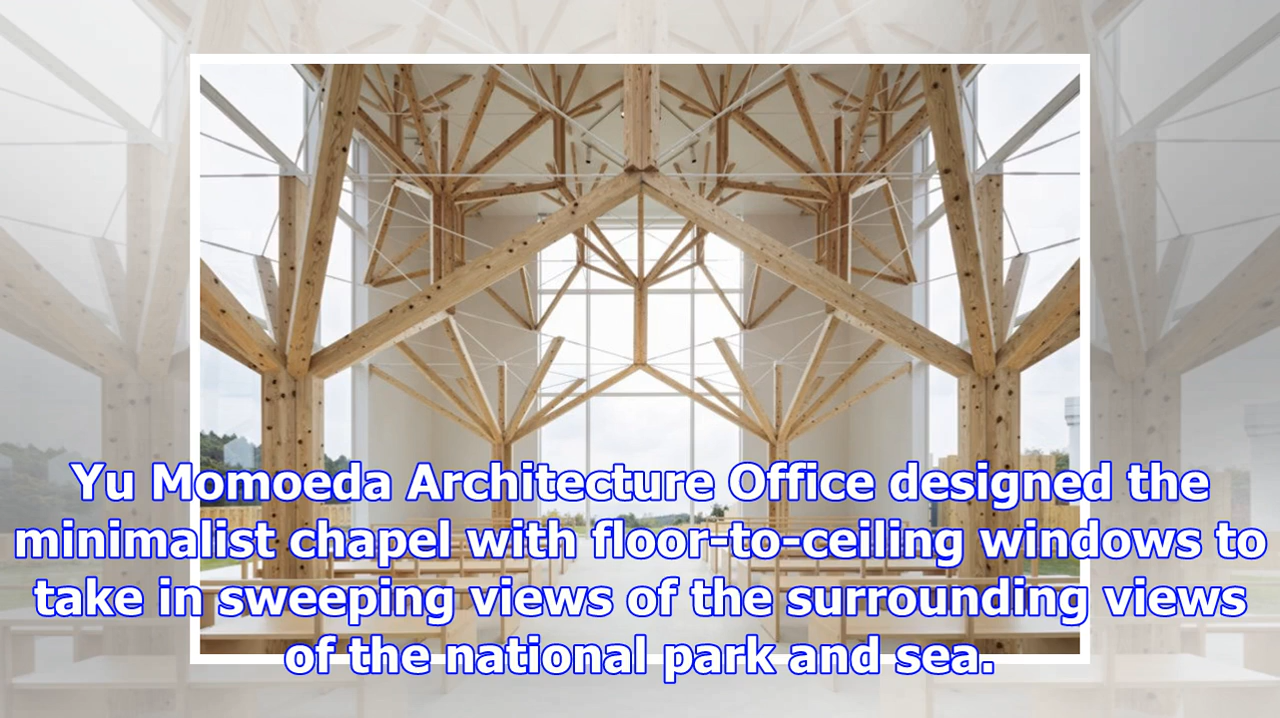 Yu Momoeda Architecture Office designed the
minimalist chapel with floor-to-ceiling windows to
take in sweeping views of the surrounding views
of the national park and sea.